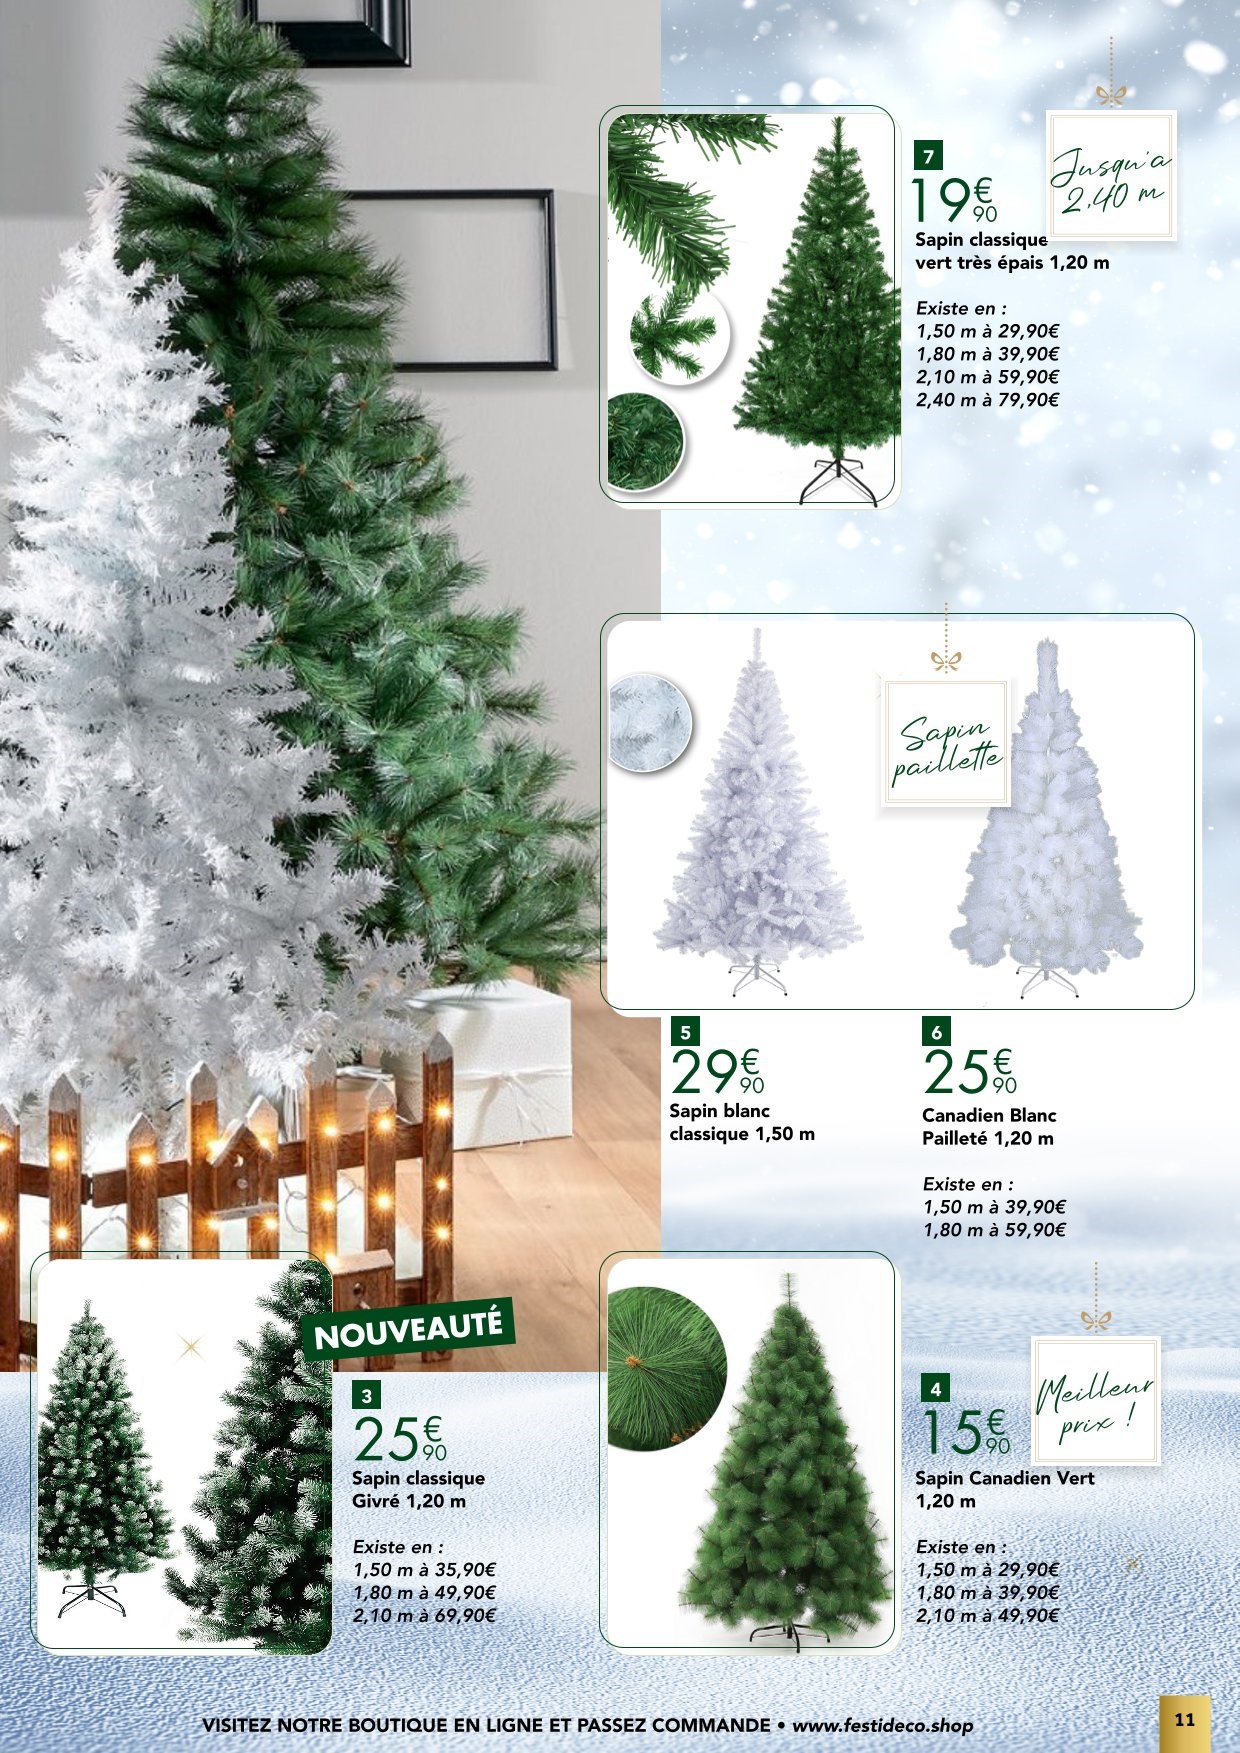 7
19€90
Jusqu'a
2,40 m
Sapin classique
vert très épais 1,20 m
Existe en :
1,50 m à 29,90€
1,80 m à 39,90€
2,10 m à 59,90€
2,40 m à 79,90€
Sapin
paillette
5
29€90
Sapin blanc
classique 1,50 m
6
25€90
Canadien Blanc
Pailleté 1,20 m
Existe en :
1,50 m à 39,90€
1,80 m à 59,90€
NOUVEAUTÉ
3
25€90
Sapin classique
Givré 1,20 m
Existe en :
1,50 m à 35,90€
1,80 m à 49,90€
2,10 m à 69,90€
4
15€90
Meilleur
prix !
Sapin Canadien Vert
1,20 m
Existe en :
1,50 m à 29,90€
1,80 m à 39,90€
2,10 m à 49,90€
VISITEZ NOTRE BOUTIQUE EN LIGNE ET PASSEZ COMMANDE • www.festideco.shop
11